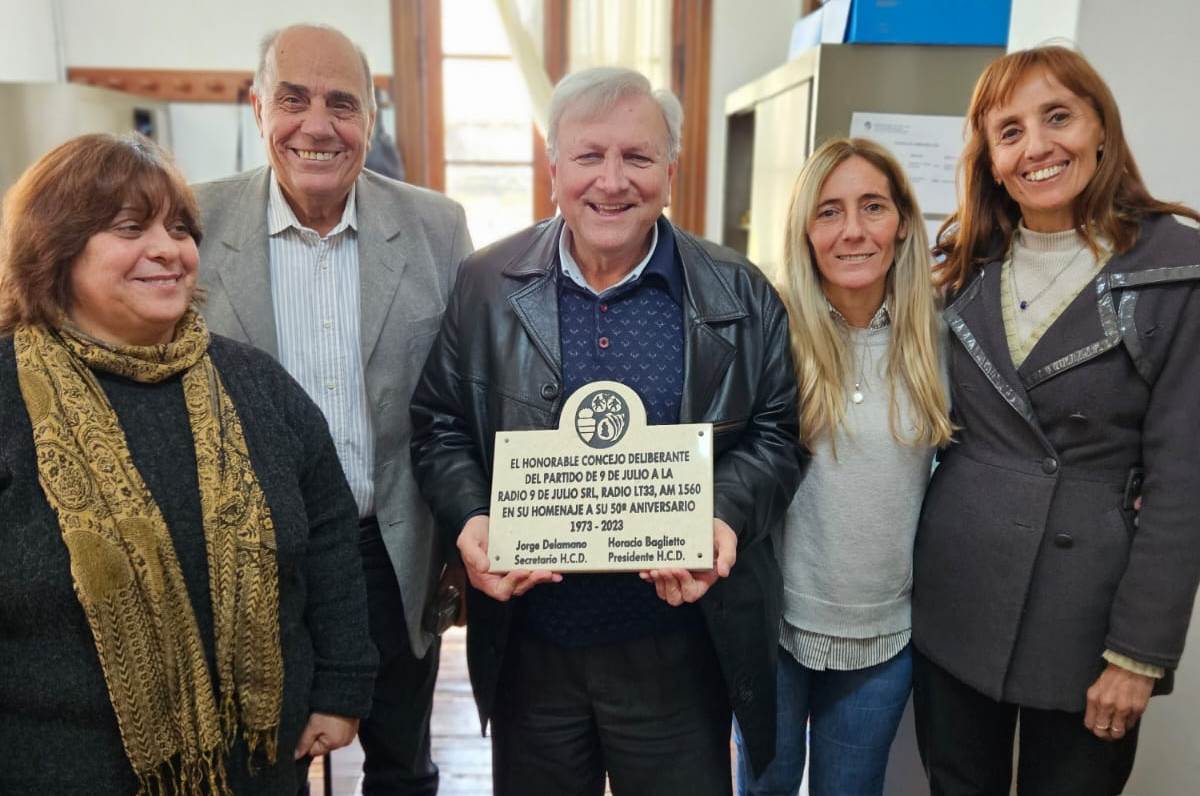 EL HONORABLE CONCEJO DELIBERANTE
DEL PARTIDO DE 9 DE JULIO A LA
RADIO 9 DE JULIO SRL, RADIO LT33, AM 1560
EN SU HOMENAJE A SU 50º ANIVERSARIO
1973 - 2023
Jorge Delamano Horacio Baglietto
Secretario H.C.D. Presidente H.C.D.